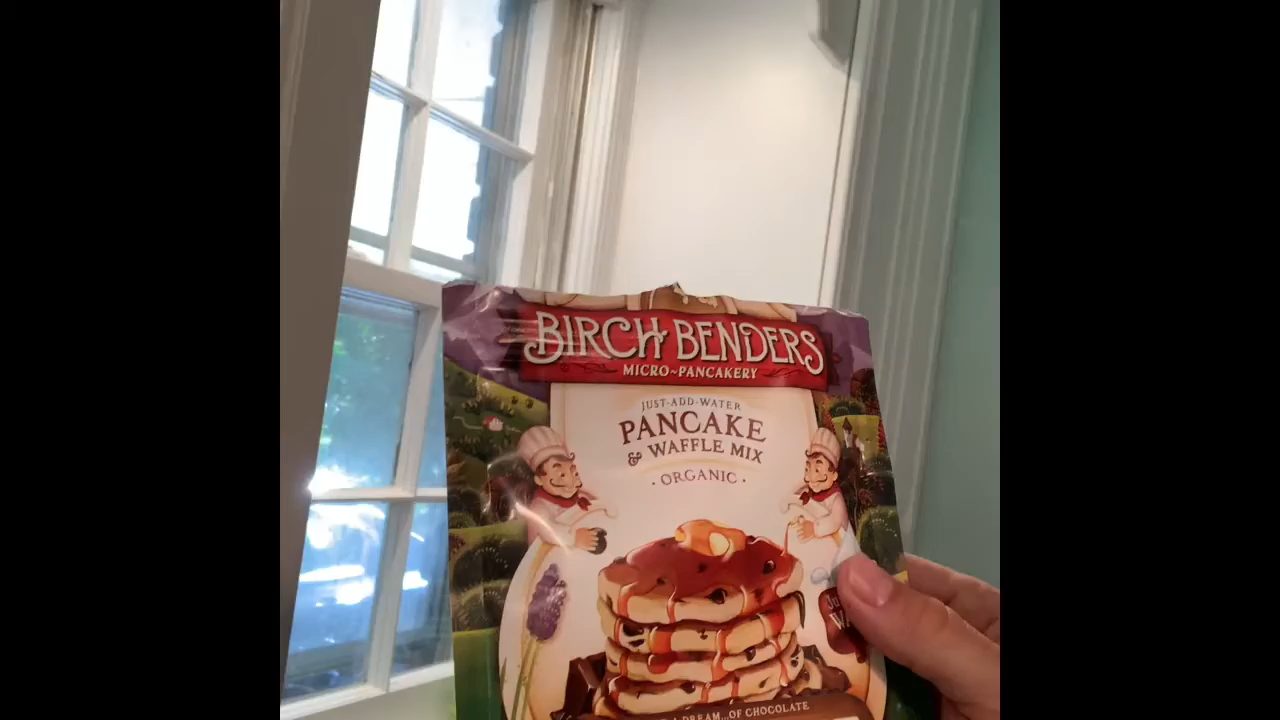 BIRCH BENDERS
MICRO~PANCAKERY
JUST-ADD-WATER
PANCAKE
& WAFFLE MIX
· ORGANIC ·
A DREAM...OF CHOCOLATE